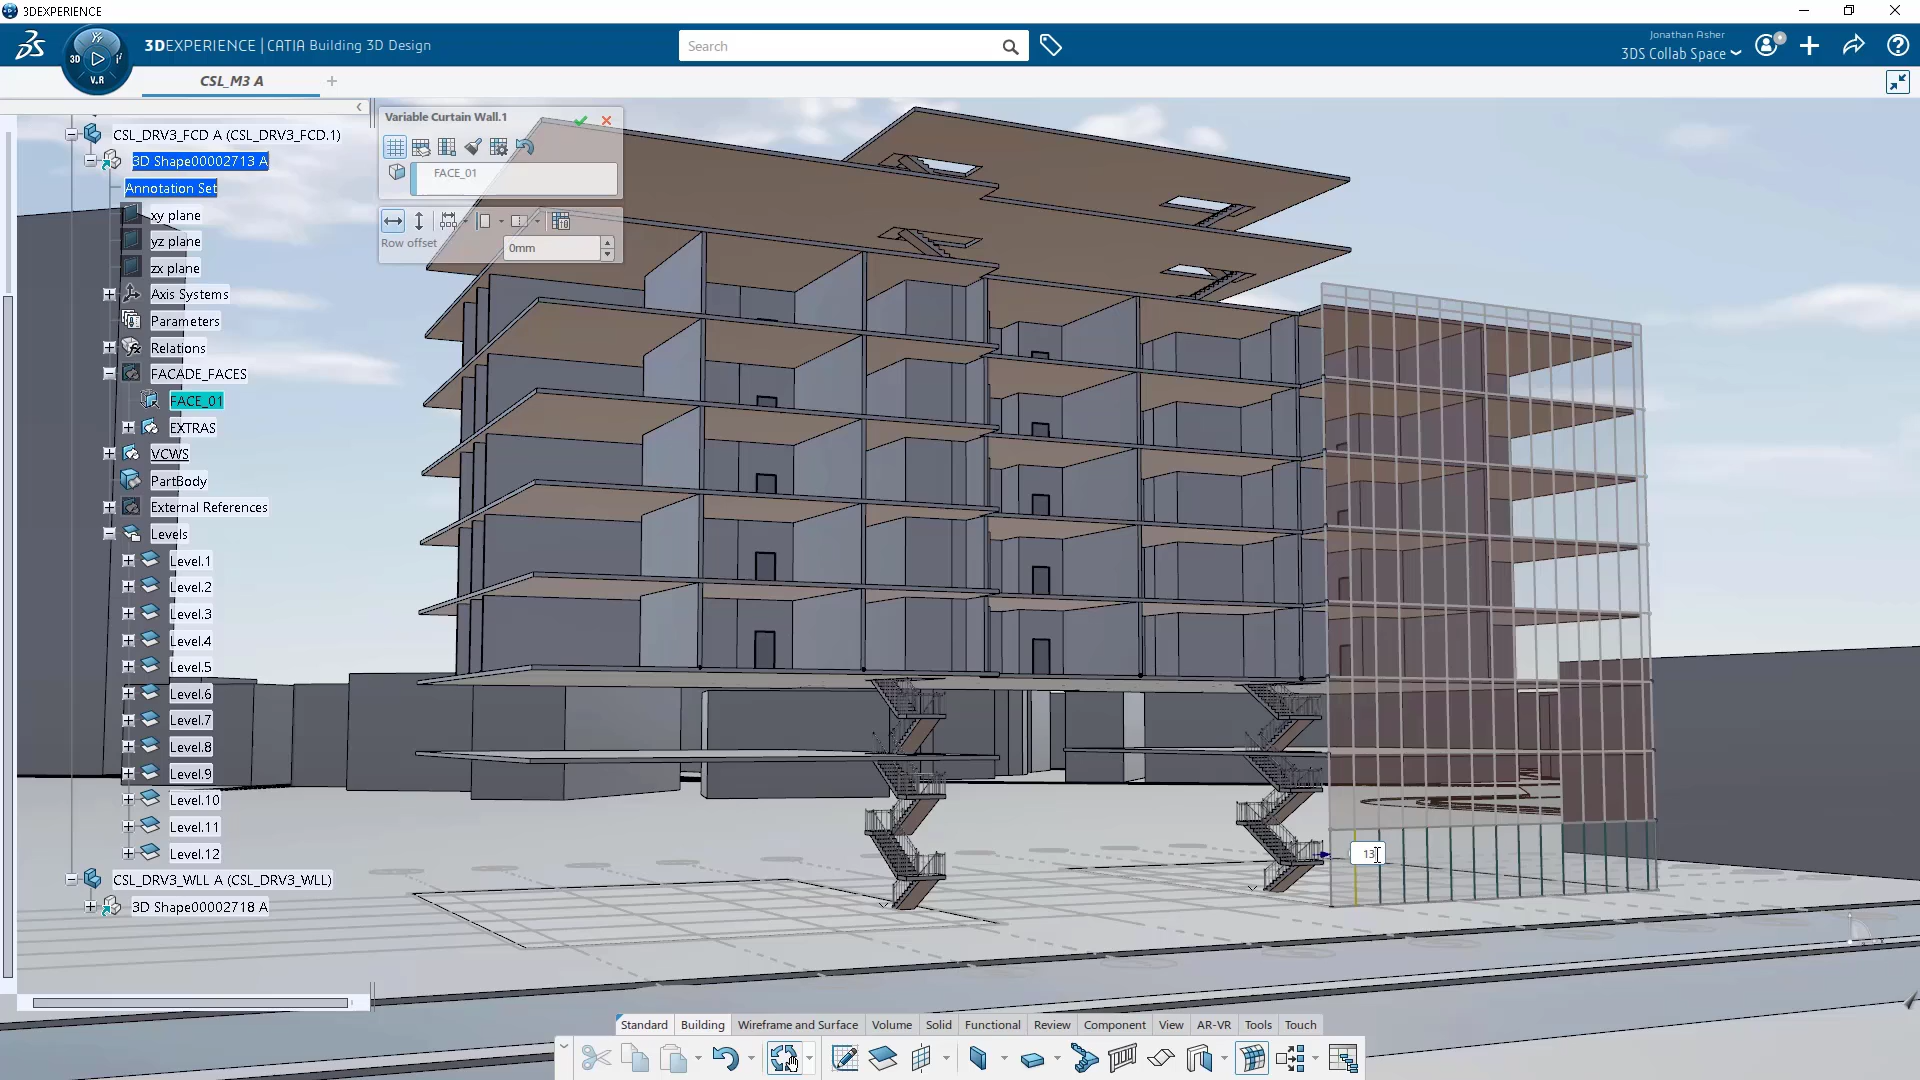 3DEXPERIENCE
3DEXPERIENCE | CATIA Building 3D Design
3D
V.R
Search
Jonathan Asher
3DS Collab Space
CSL_M3 A
CSL_DRV3_FCD A (CSL_DRV3_FCD.1)
3D Shape00002713 A
Annotation Set
xy plane
yz plane
zx plane
Axis Systems
Parameters
Relations
FACADE_FACES
FACE_01
EXTRAS
VCWS
PartBody
External References
Levels
Level.1
Level.2
Level.3
Level.4
Level.5
Level.6
Level.7
Level.8
Level.9
Level.10
Level.11
Level.12
CSL_DRV3_WLL A (CSL_DRV3_WLL)
3D Shape00002718 A
Variable Curtain Wall.1
FACE_01
Row offset
0mm
13
Standard
Building
Wireframe and Surface
Volume
Solid
Functional
Review
Component
View
AR-VR
Tools
Touch